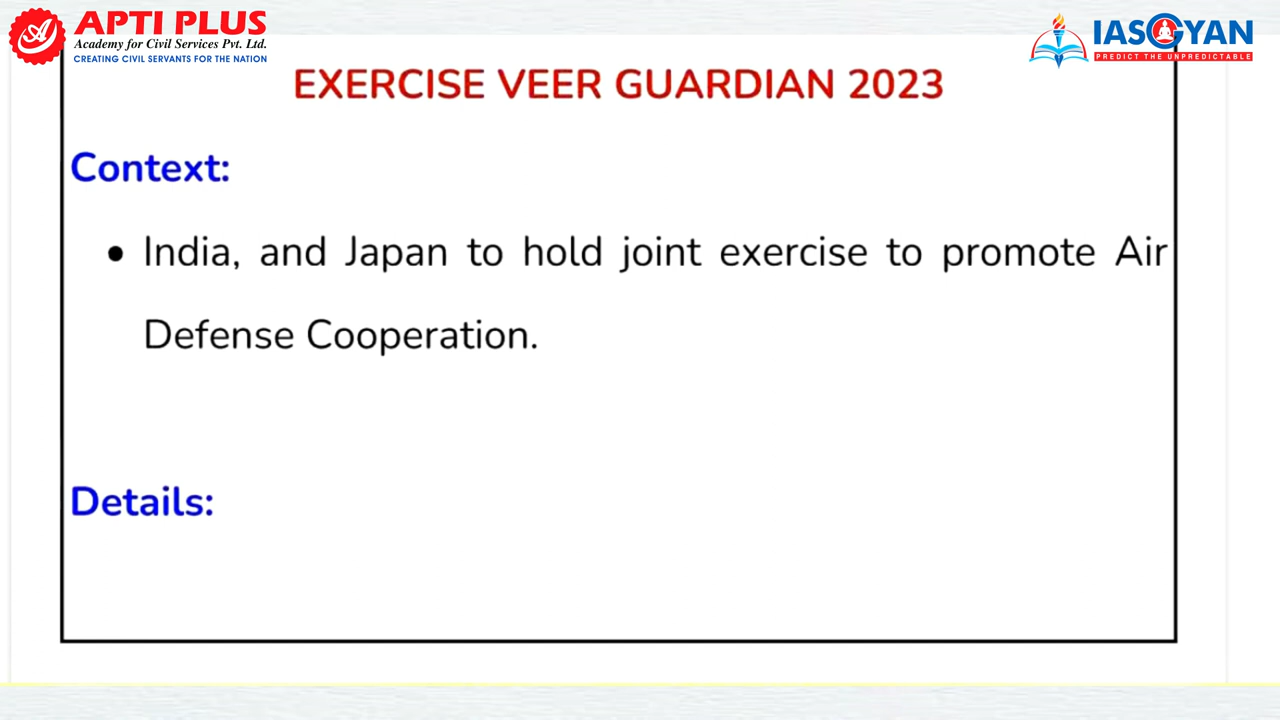 APTI PLUS
Academy for Civil Services Pvt. Ltd.
CREATING CIVIL SERVANTS FOR THE NATION
IASGYAN
PREDICT THE UNPREDICTABLE
EXERCISE VEER GUARDIAN 2023
Context:
• India, and Japan to hold joint exercise to promote Air
Defense Cooperation.
Details: